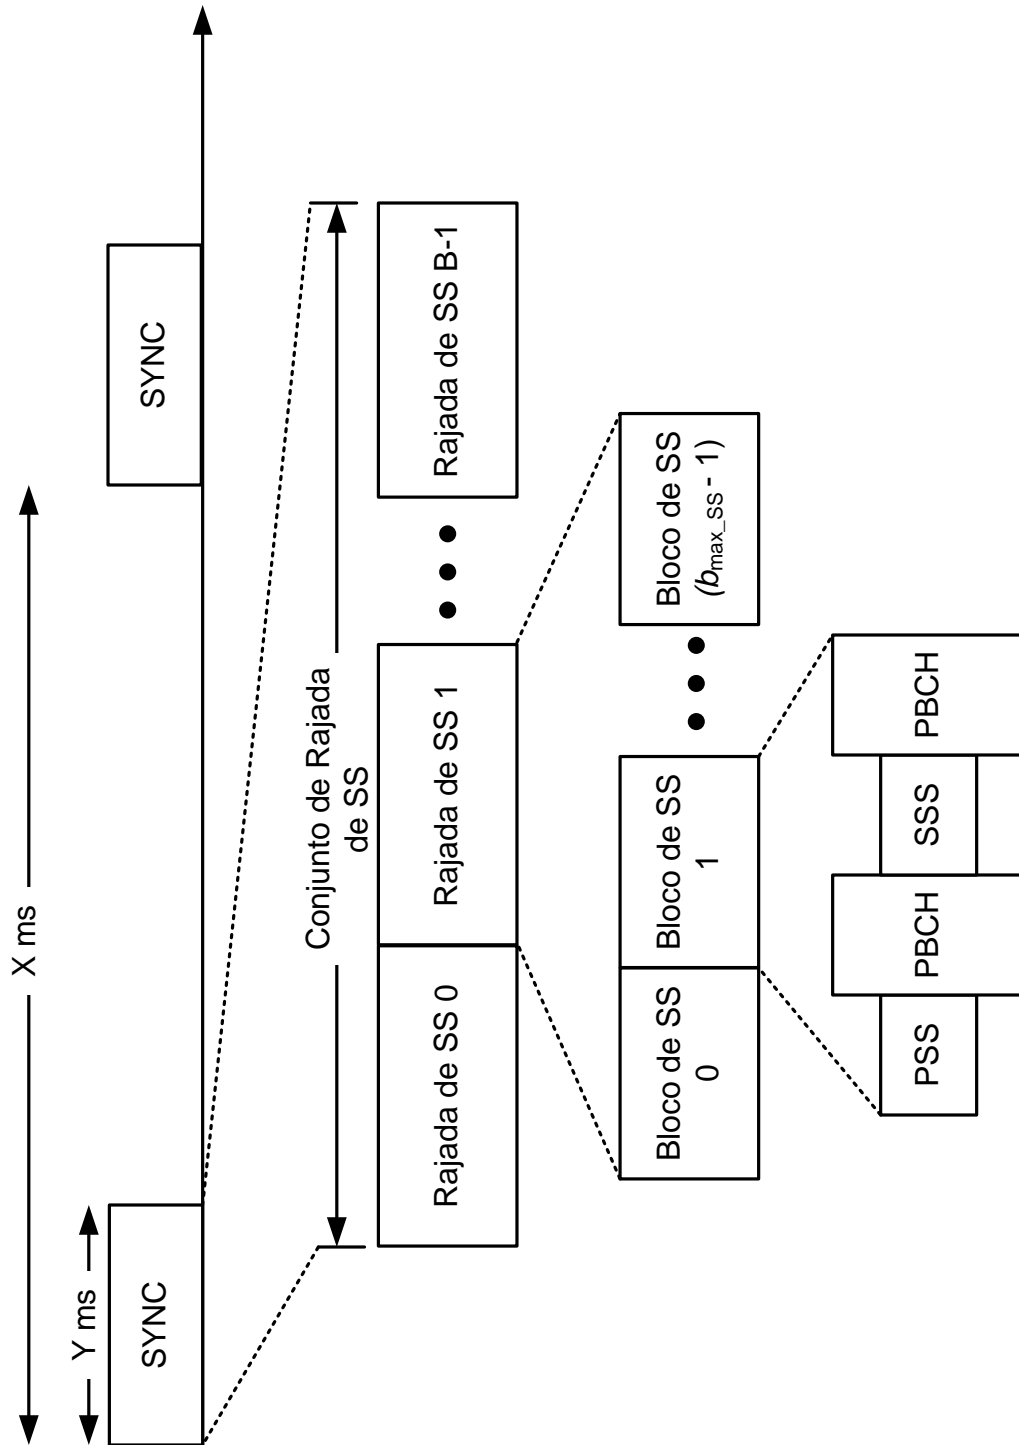 X ms
Y ms
SYNC
SYNC
Conjunto de Rajada
de SS
Rajada de SS 0
Rajada de SS 1
Rajada de SS B-1
Bloco de SS
0
Bloco de SS
1
Bloco de SS
(bmax_SS - 1)
PSS
PBCH
SSS
PBCH